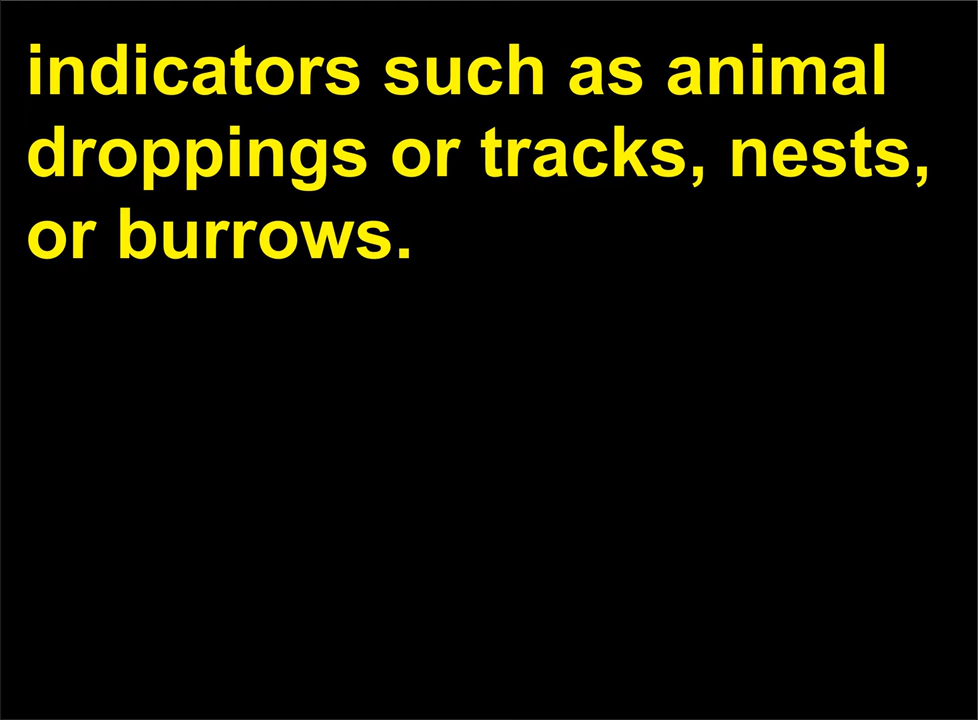 indicators such as animal
droppings or tracks, nests,
or burrows.